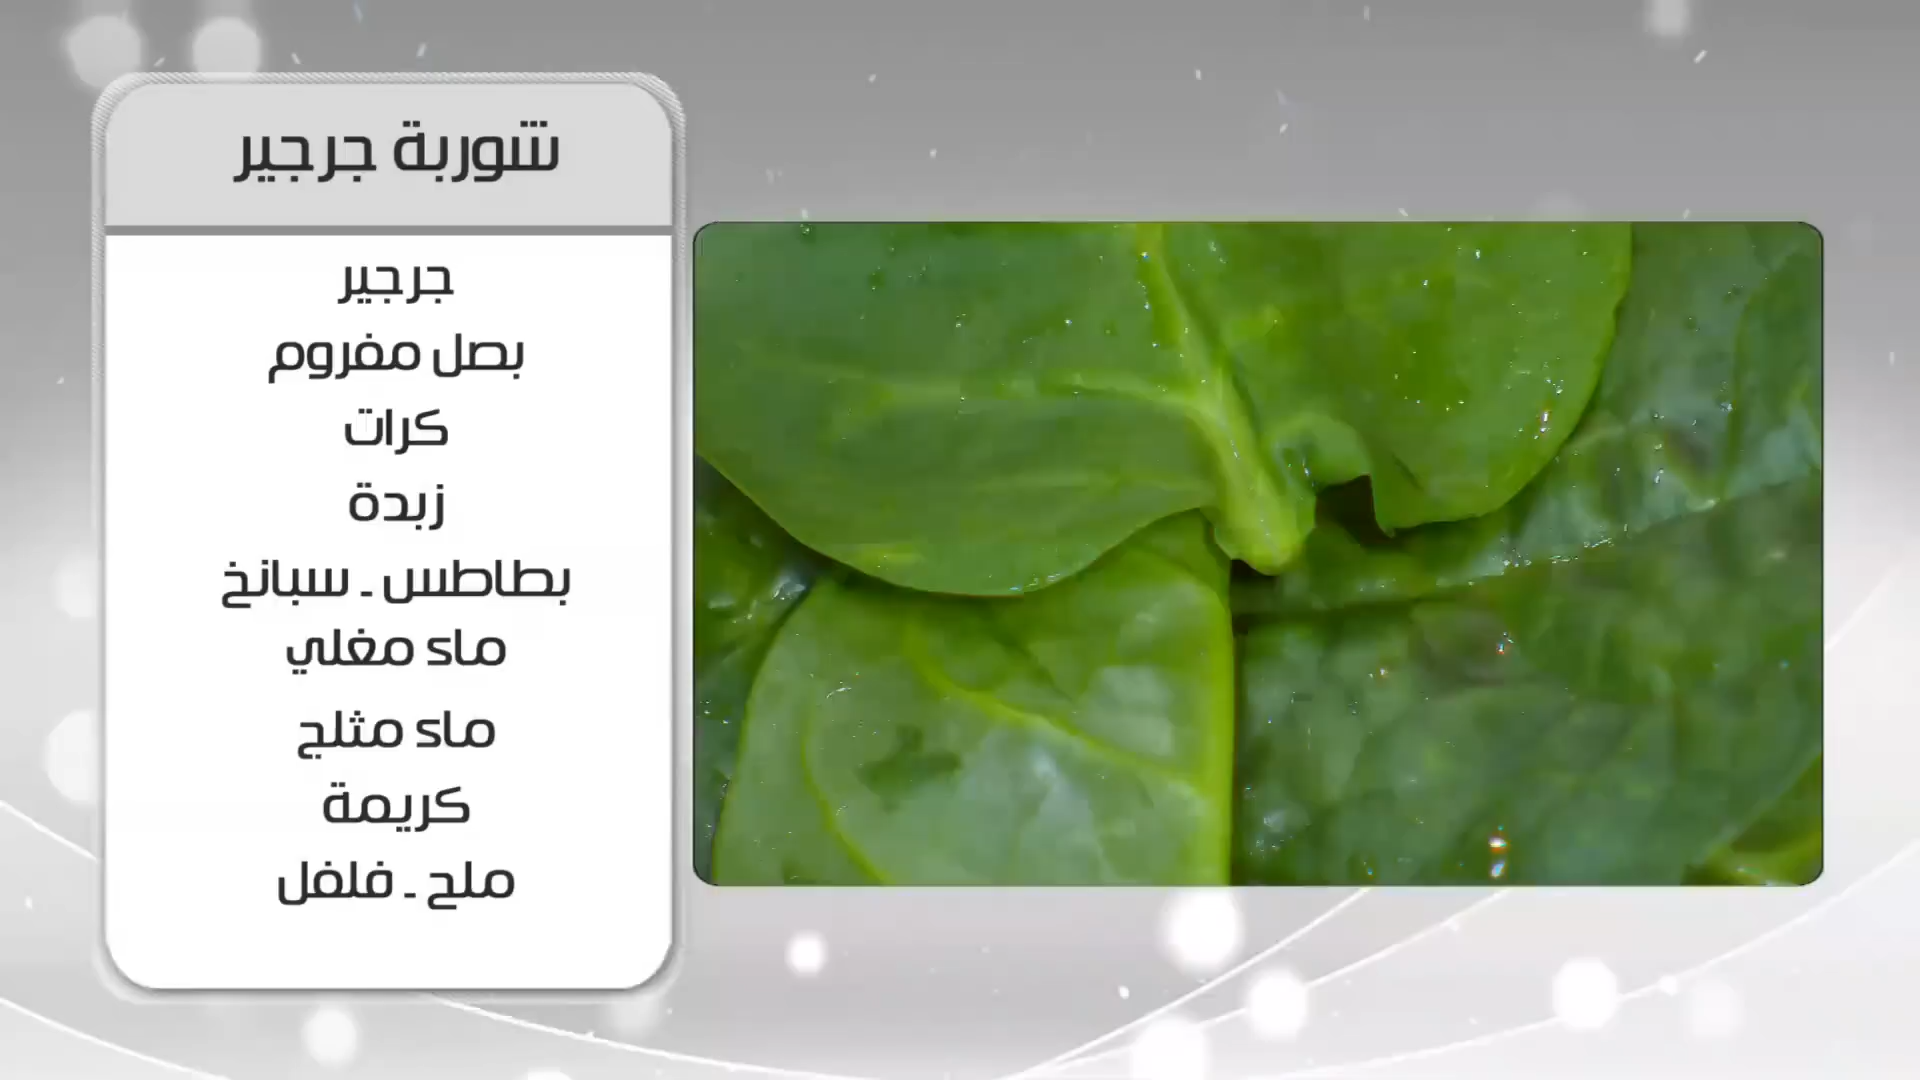 شوربة جرجير
جرجير
بصل مفروم
كرات
زبدة
بطاطس - سبانخ
ماء مغلي
ماء مثلج
كريمة
ملح - فلفل